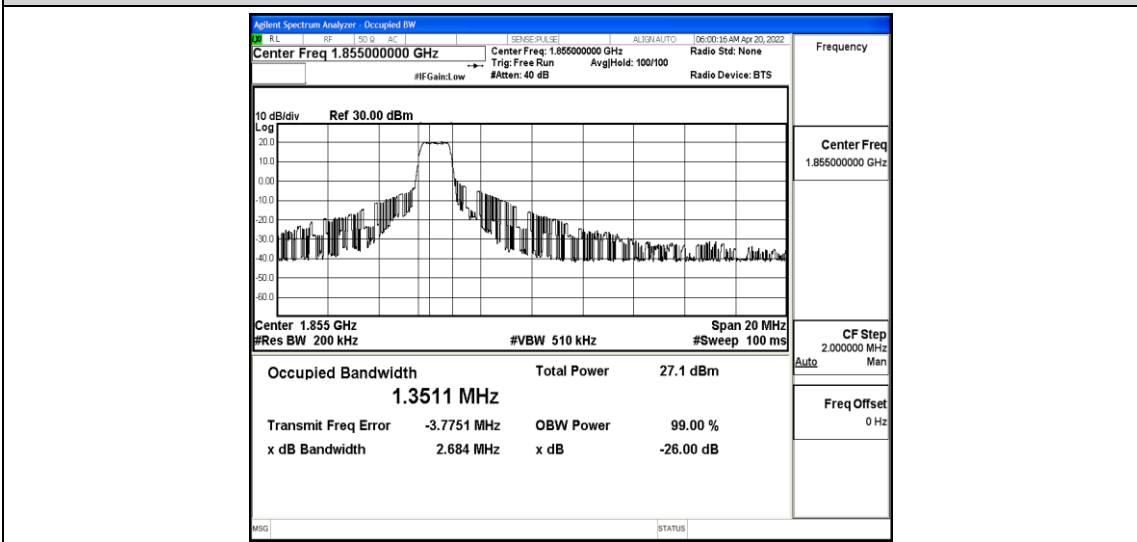 Agilent Spectrum Analyzer - Occupied BW
RL RF 50 Ω AC SENSE:PULSE ALIGN AUTO 06:00:16 AM Apr 20, 2022
Center Freq 1.855000000 GHz
Center Freq: 1.855000000 GHz Radio Std: None
Trig: Free Run Avg|Hold: 100/100
#IFGain:Low #Atten: 40 dB Radio Device: BTS
Frequency
10 dB/div Ref 30.00 dBm
Log
20.0
10.0
0.00
-10.0
-20.0
-30.0
-40.0
-50.0
-60.0
Center 1.855 GHz Span 20 MHz
#Res BW 200 kHz #VBW 510 kHz #Sweep 100 ms
Occupied Bandwidth Total Power 27.1 dBm
1.3511 MHz
Transmit Freq Error -3.7751 MHz OBW Power 99.00 %
x dB Bandwidth 2.684 MHz x dB -26.00 dB
Center Freq
1.855000000 GHz
CF Step
2.000000 MHz
Auto Man
Freq Offset
0 Hz
MSG STATUS